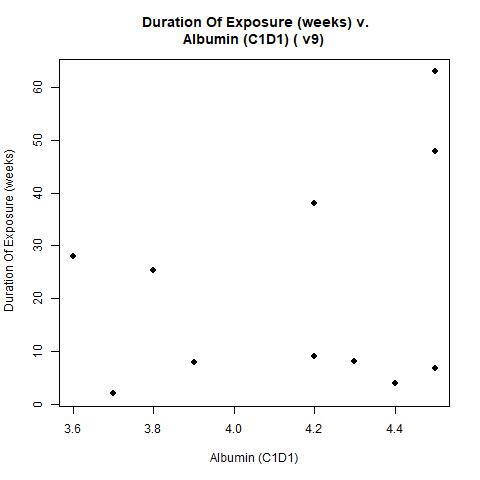 Duration Of Exposure (weeks) v.
Albumin (C1D1) ( v9)
Duration Of Exposure (weeks)
60
50
40
30
20
10
0
3.6 3.8 4.0 4.2 4.4
Albumin (C1D1)